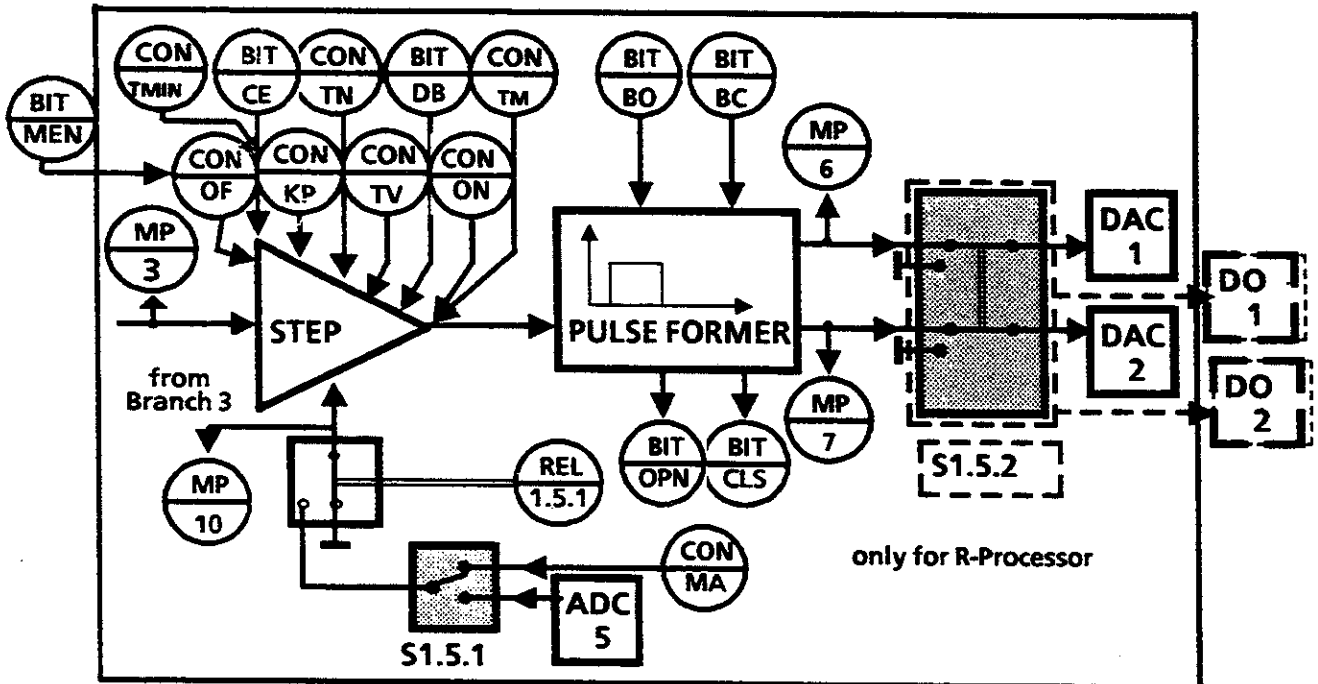 CON
TMIN
BIT
CE
CON
TN
BIT
DB
CON
TM
BIT
BO
BIT
BC
BIT
MEN
MP
6
CON
OF
CON
KP
CON
TV
CON
ON
MP
3
DAC
1
DO
1
STEP
PULSE FORMER
DAC
2
from
Branch 3
DO
2
MP
7
BIT
OPN
BIT
CLS
S1.5.2
MP
10
REL
1.5.1
CON
MA
only for R-Processor
ADC
5
S1.5.1